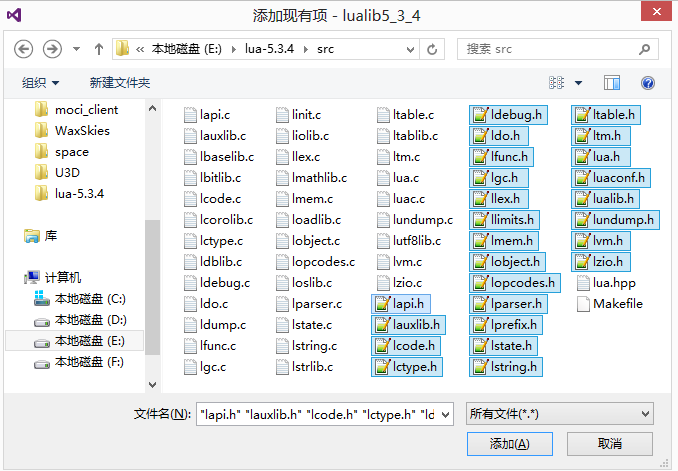 添加现有项 - lualib5_3_4
« 本地磁盘 (E:) lua-5.3.4 src
搜索 src
组织 新建文件夹
moci_client
WaxSkies
space
U3D
lua-5.3.4
库
计算机
本地磁盘 (C:)
本地磁盘 (D:)
本地磁盘 (E:)
本地磁盘 (F:)
lapi.c
lauxlib.c
lbaselib.c
lbitlib.c
lcode.c
lcorolib.c
lctype.c
ldblib.c
ldebug.c
ldo.c
ldump.c
lfunc.c
lgc.c
linit.c
liolib.c
llex.c
lmathlib.c
lmem.c
loadlib.c
lobject.c
lopcodes.c
loslib.c
lparser.c
lstate.c
lstring.c
lstrlib.c
ltable.c
ltablib.c
ltm.c
lua.c
luac.c
lundump.c
lutf8lib.c
lvm.c
lzio.c
lapi.h
lauxlib.h
lcode.h
lctype.h
ldebug.h
ldo.h
lfunc.h
lgc.h
llex.h
llimits.h
lmem.h
lobject.h
lopcodes.h
lparser.h
lprefix.h
lstate.h
lstring.h
ltable.h
ltm.h
lua.h
luaconf.h
lualib.h
lundump.h
lvm.h
lzio.h
lua.hpp
Makefile
文件名(N): "lapi.h" "lauxlib.h" "lcode.h" "lctype.h" "ld
所有文件(*.*)
添加(A) 取消